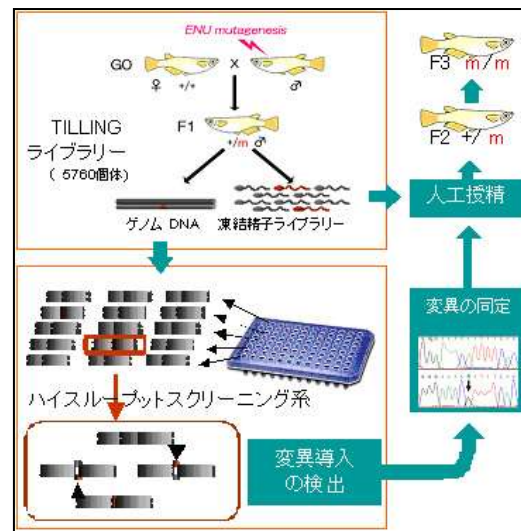 ENU mutagenesis
GO
X
♀ +/+
♂
F1
+/m ♂
TILLING
ライブラリー
( 5760個体)
ゲノム DNA
凍結精子ライブラリー
ハイスループットスクリーニング系
変異導入
の検出
変異の同定
人工授精
F2 +/m
F3 m/m